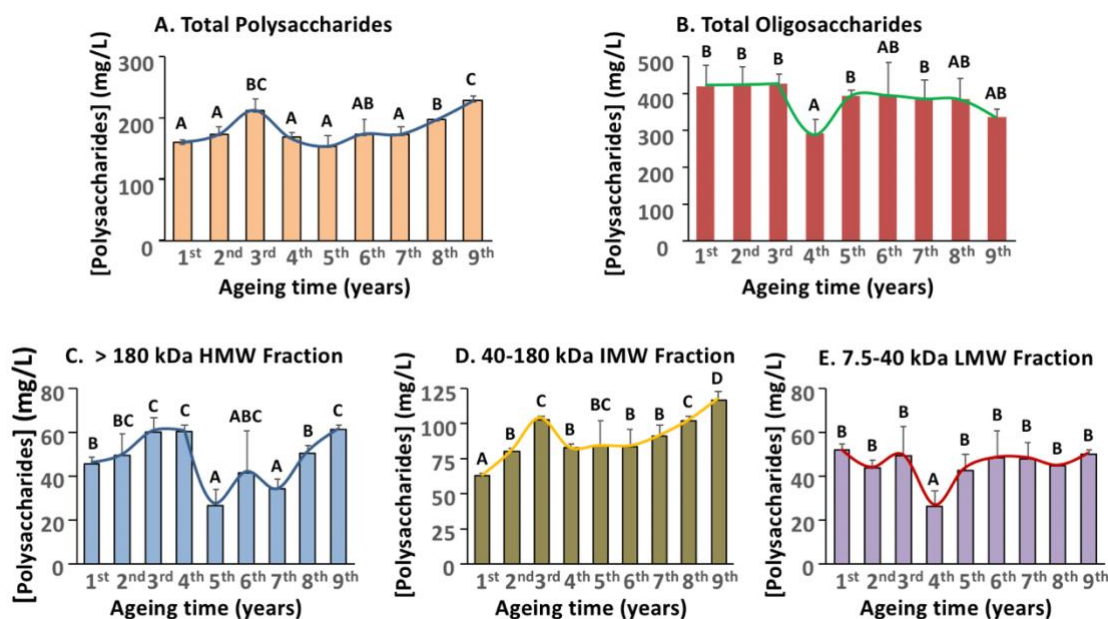 A. Total Polysaccharides
[Polysaccharides] (mg/L)
300
200
100
0
A
A
BC
A
A
AB
A
B
C
1st 2nd 3rd 4th 5th 6th 7th 8th 9th
Ageing time (years)
B. Total Oligosaccharides
[Polysaccharides] (mg/L)
500
400
300
200
100
0
B
B
B
A
B
AB
B
AB
AB
1st 2nd 3rd 4th 5th 6th 7th 8th 9th
Ageing time (years)
C. > 180 kDa HMW Fraction
[Polysaccharides] (mg/L)
80
60
40
20
0
B
BC
C
C
A
ABC
A
B
C
1st 2nd 3rd 4th 5th 6th 7th 8th 9th
Ageing time (years)
D. 40-180 kDa IMW Fraction
[Polysaccharides] (mg/L)
125
100
75
50
25
0
A
B
C
B
BC
B
B
C
D
1st 2nd 3rd 4th 5th 6th 7th 8th 9th
Ageing time (years)
E. 7.5-40 kDa LMW Fraction
[Polysaccharides] (mg/L)
80
60
40
20
0
B
B
B
A
B
B
B
B
B
1st 2nd 3rd 4th 5th 6th 7th 8th 9th
Ageing time (years)